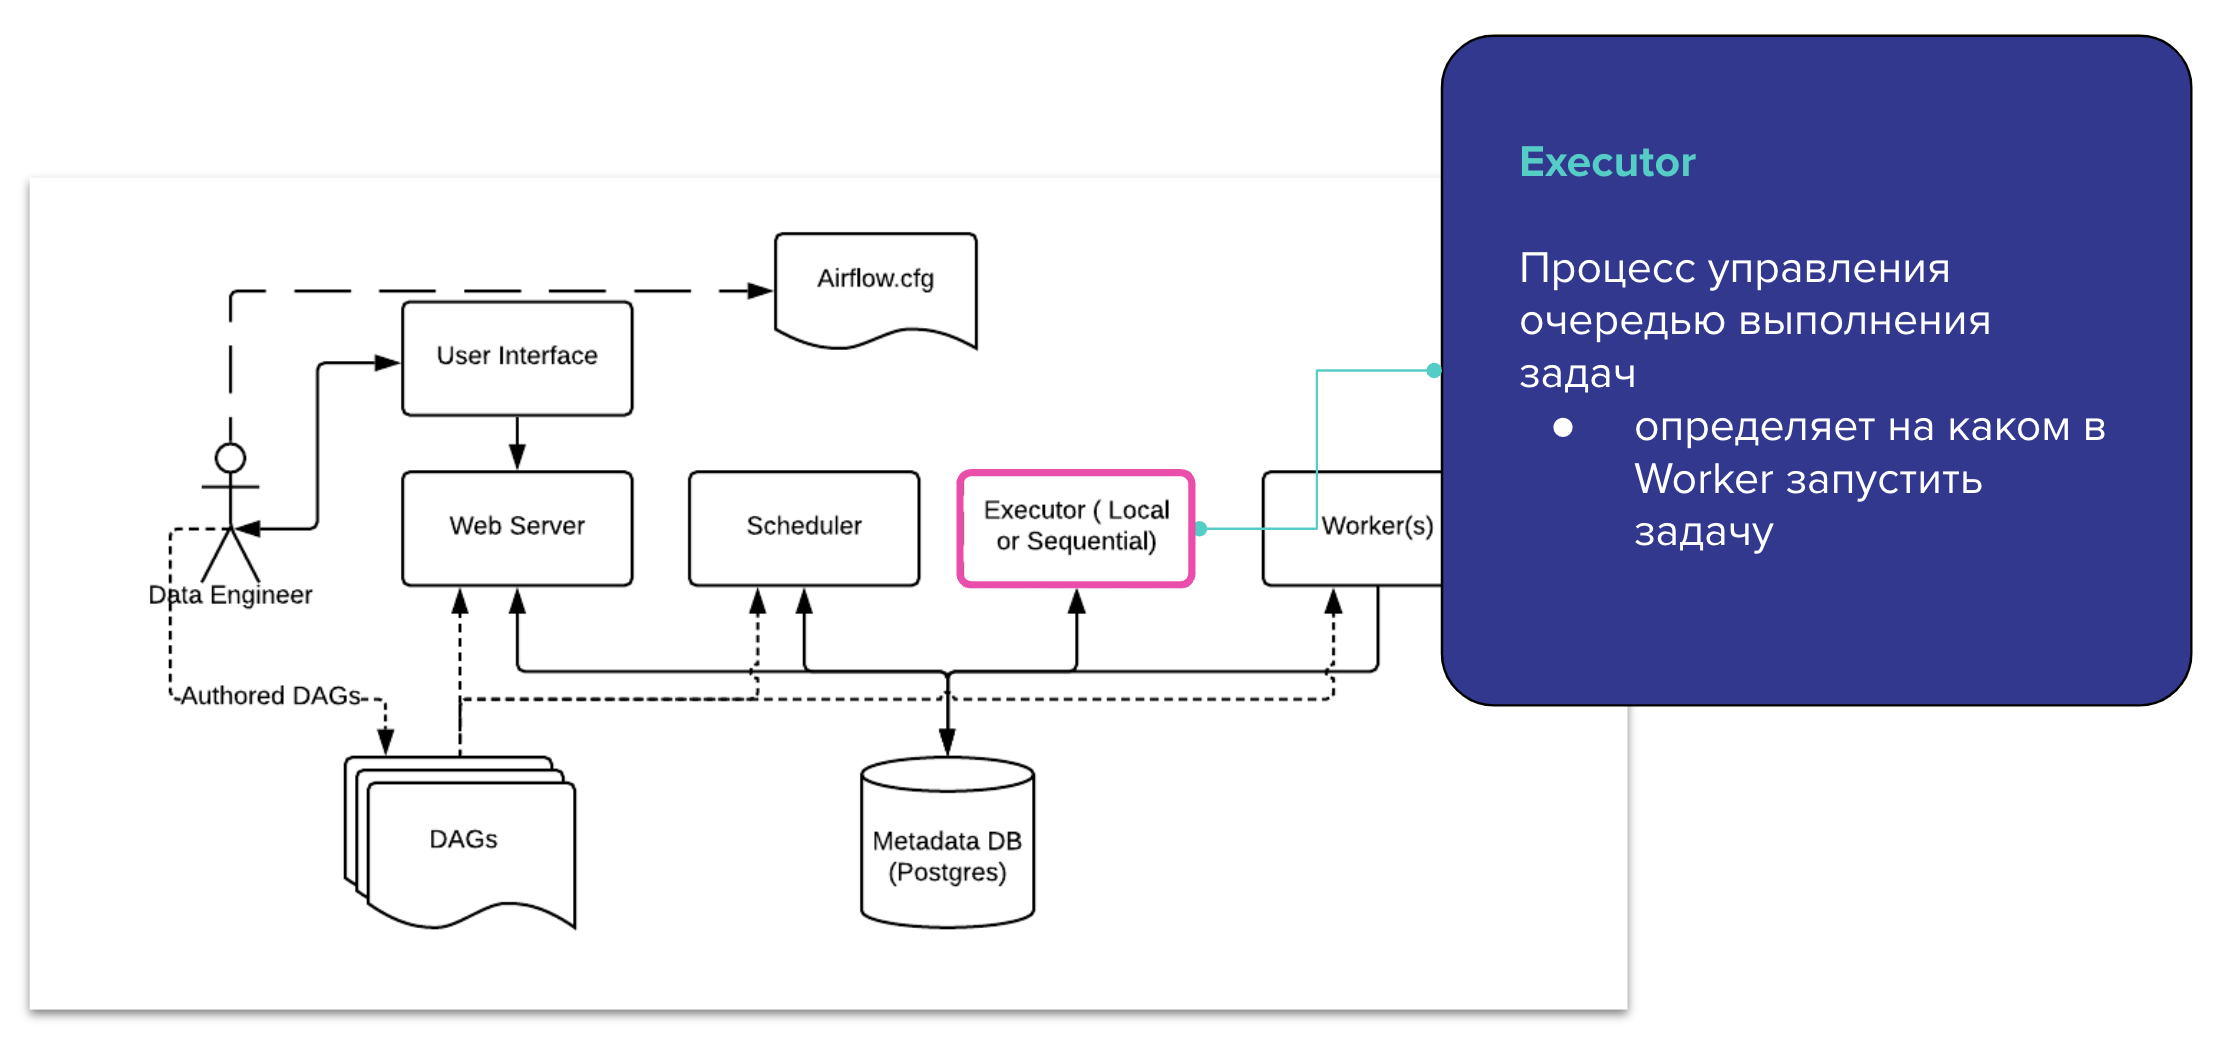 Executor
Процесс управления
очередью выполнения
задач
● определяет на каком в
Worker запустить
задачу
Airflow.cfg
User Interface
Web Server
Scheduler
Executor ( Local
or Sequential)
Worker(s)
Data Engineer
Authored DAGs
DAGs
Metadata DB
(Postgres)